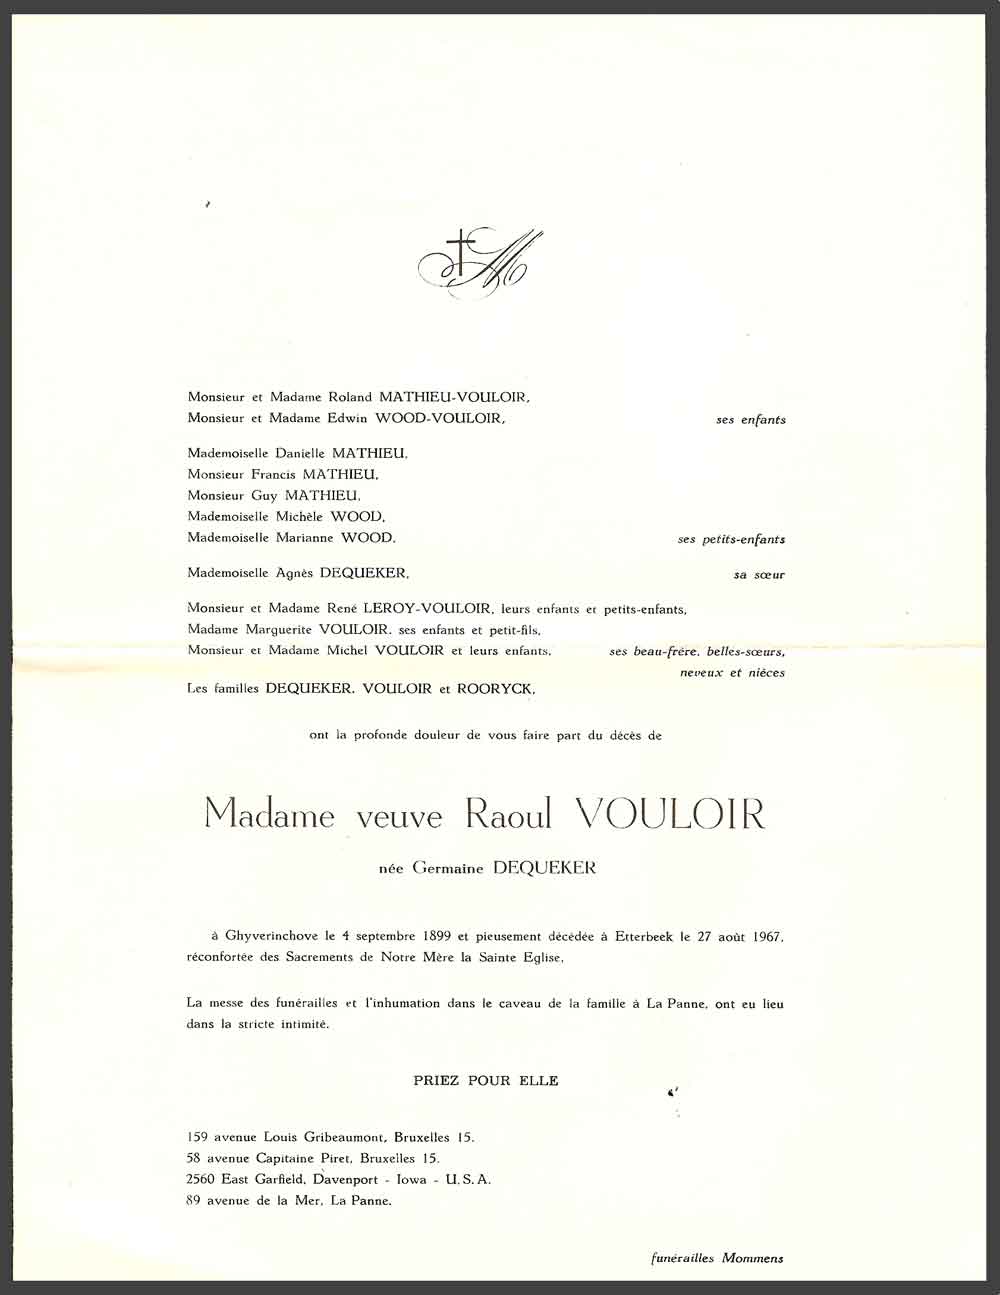 M
Monsieur et Madame Roland MATHIEU-VOULOIR,
Monsieur et Madame Edwin WOOD-VOULOIR, ses enfants
Mademoiselle Danielle MATHIEU,
Monsieur Francis MATHIEU,
Monsieur Guy MATHIEU,
Mademoiselle Michèle WOOD,
Mademoiselle Marianne WOOD, ses petits-enfants
Mademoiselle Agnès DEQUEKER, sa sœur
Monsieur et Madame René LEROY-VOULOIR, leurs enfants et petits-enfants,
Madame Marguerite VOULOIR, ses enfants et petit-fils,
Monsieur et Madame Michel VOULOIR et leurs enfants, ses beau-frère, belles-sœurs,
neveux et nièces
Les familles DEQUEKER, VOULOIR et ROORYCK,
ont la profonde douleur de vous faire part du décès de
Madame veuve Raoul VOULOIR
née Germaine DEQUEKER
à Ghyverinchove le 4 septembre 1899 et pieusement décédée à Etterbeek le 27 août 1967,
réconfortée des Sacrements de Notre Mère la Sainte Eglise.
La messe des funérailles et l'inhumation dans le caveau de la famille à La Panne, ont eu lieu
dans la stricte intimité.
PRIEZ POUR ELLE
159 avenue Louis Gribeaumont, Bruxelles 15.
58 avenue Capitaine Piret, Bruxelles 15.
2560 East Garfield, Davenport - Iowa - U.S.A.
89 avenue de la Mer, La Panne.
funérailles Mommens